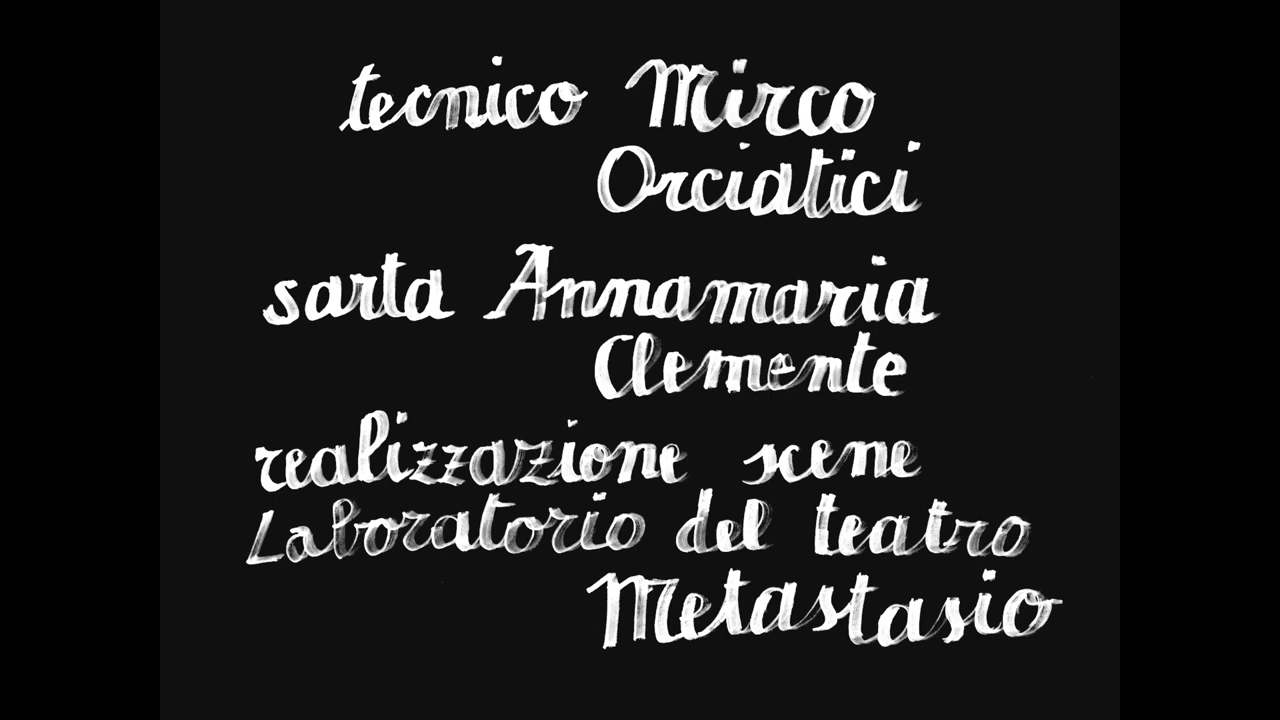 tecnico Mirco
Orciatici
sarta Annamaria
Clemente
realizzazione scene
Laboratorio del teatro
Metastasio